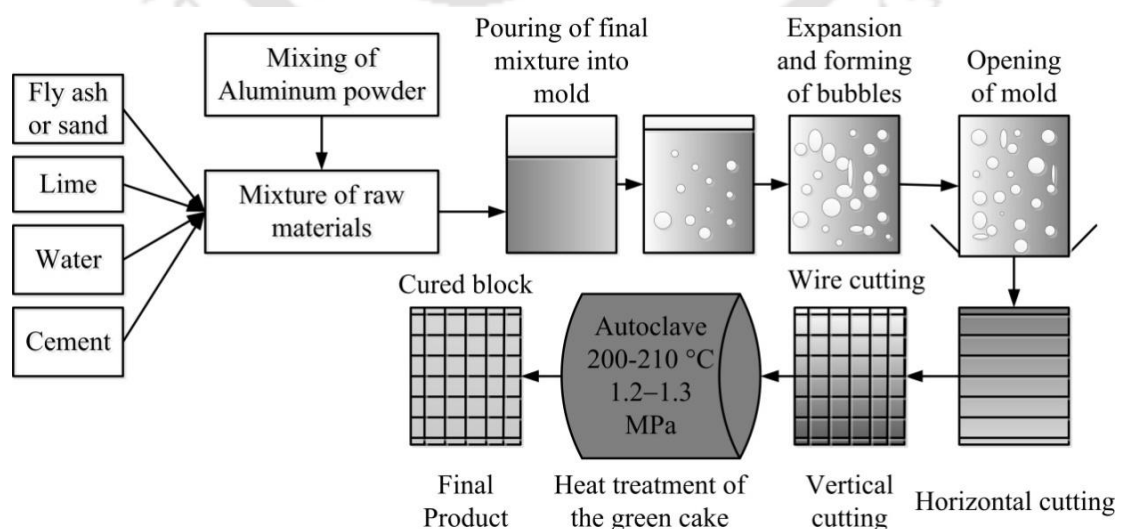 Fly ash
or sand
Lime
Water
Cement
Mixing of
Aluminum powder
Mixture of raw
materials
Pouring of final
mixture into
mold
Expansion
and forming
of bubbles
Opening
of mold
Horizontal cutting
Wire cutting
Vertical
cutting
Autoclave
200-210 °C
1.2–1.3
MPa
Heat treatment of
the green cake
Cured block
Final
Product